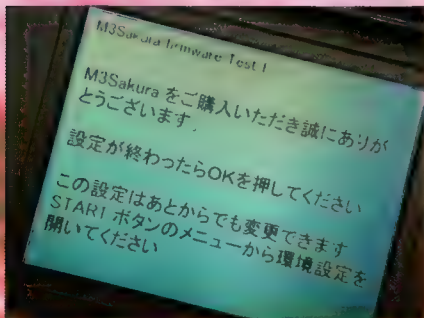 M3Sakura firmware Test 1
M3Sakura をご購入いただき誠にありが
とうございます.
設定が終わったらOKを押してください
この設定はあとからでも変更できます
START ボタンのメニューから環境設定を
開いてください